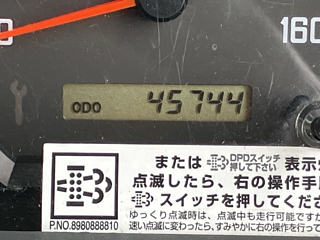 160
ODO 45744
または DPDスイッチ 押して下さい 表示
点滅したら、右の操作手
スイッチを押してくださ
ゆっくり点滅時は、点滅中も走行可能ですが
速い点滅に変わったら、すみやかに右の操作を行って
P.NO.8980888810